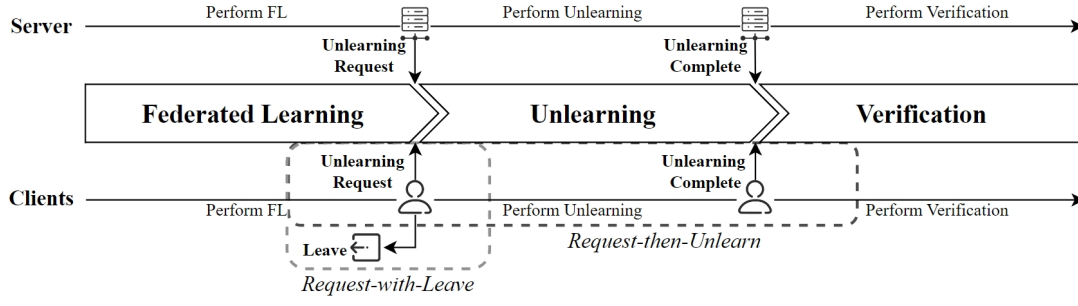 Perform FL
Perform Unlearning
Perform Verification
Server
Unlearning
Request
Unlearning
Complete
Federated Learning
Unlearning
Verification
Unlearning
Request
Unlearning
Complete
Clients
Perform FL
Perform Unlearning
Perform Verification
Leave
Request-then-Unlearn
Request-with-Leave